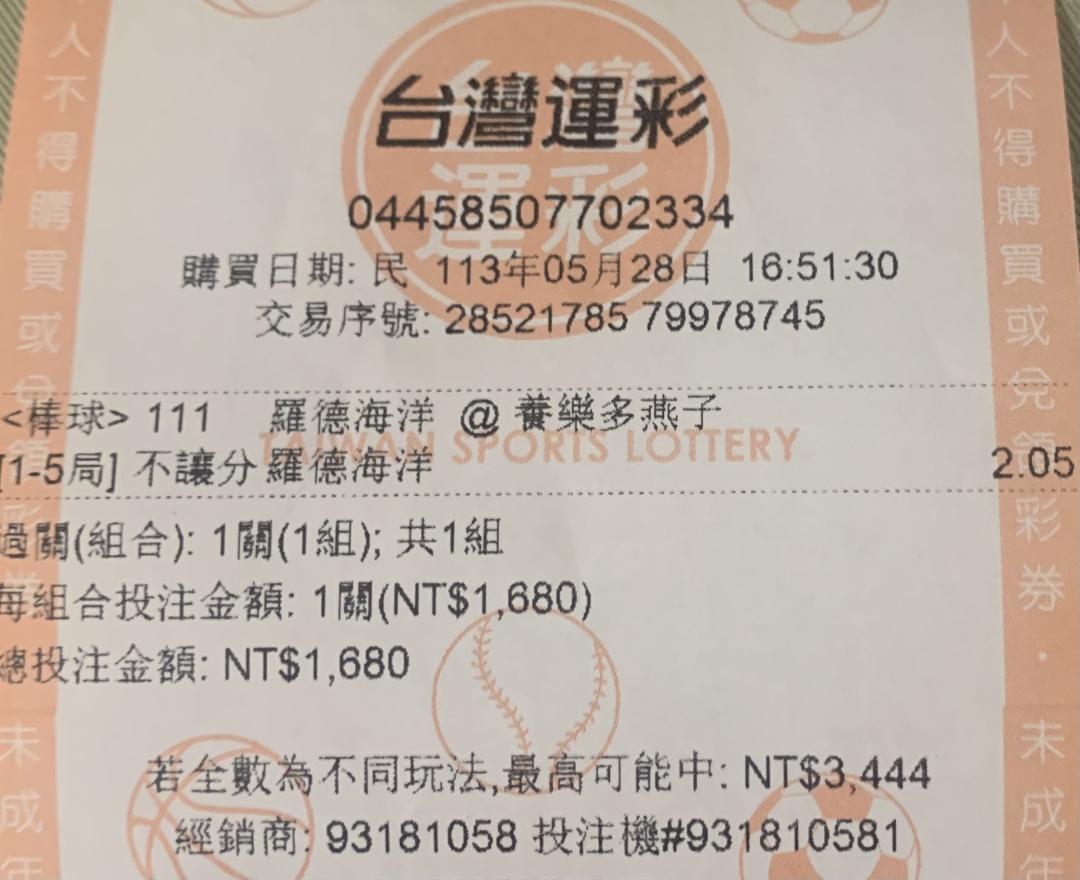 台灣運彩
04458507702334
購買日期: 民 113年05月28日 16:51:30
交易序號: 28521785 79978745
<棒球> 111 羅德海洋 @ 養樂多燕子
TAIWAN SPORTS LOTTERY
[1-5局] 不讓分 羅德海洋 2.05
過關(組合): 1關(1組); 共1組
每組合投注金額: 1關(NT$1,680)
總投注金額: NT$1,680
若全數為不同玩法,最高可能中: NT$3,444
經銷商: 93181058 投注機#931810581
人不得購買或兌
未成年
人不得購買或兌領彩券・未成年